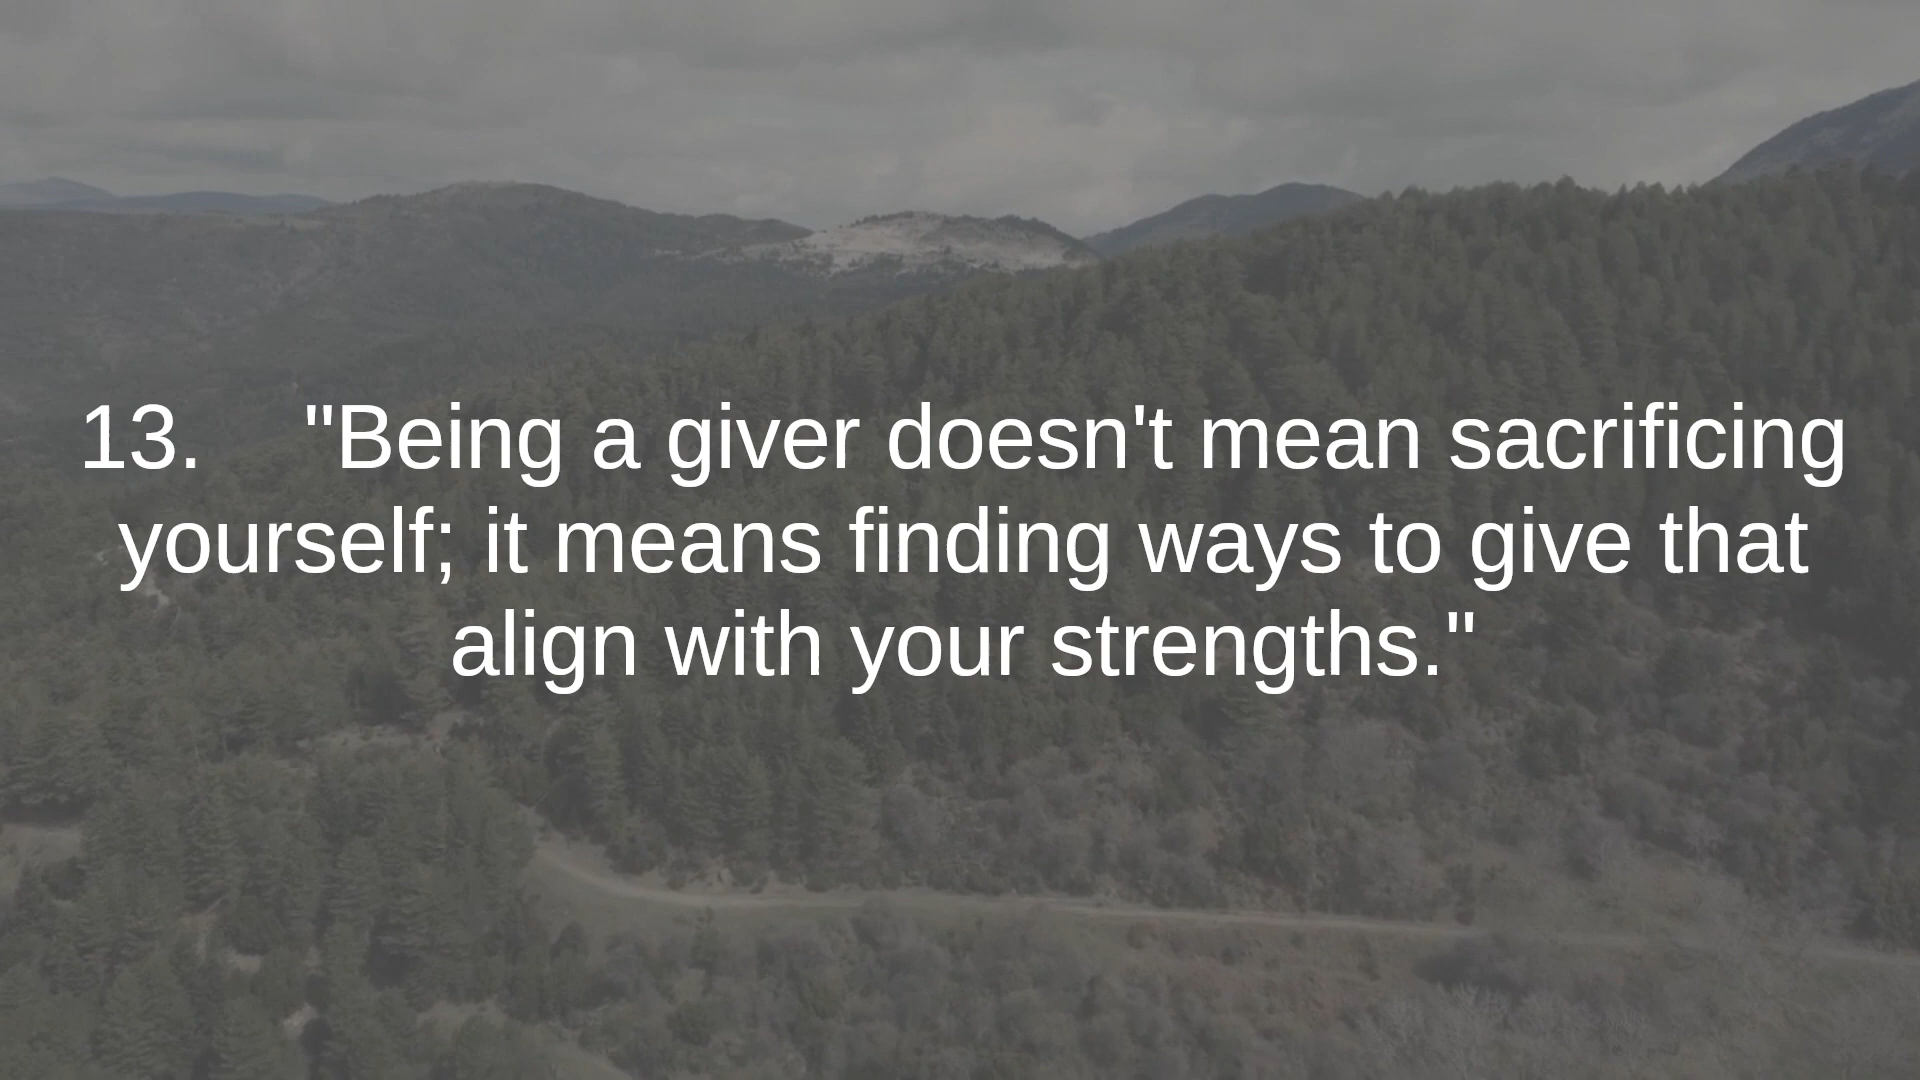 13. "Being a giver doesn't mean sacrificing
yourself; it means finding ways to give that
align with your strengths."